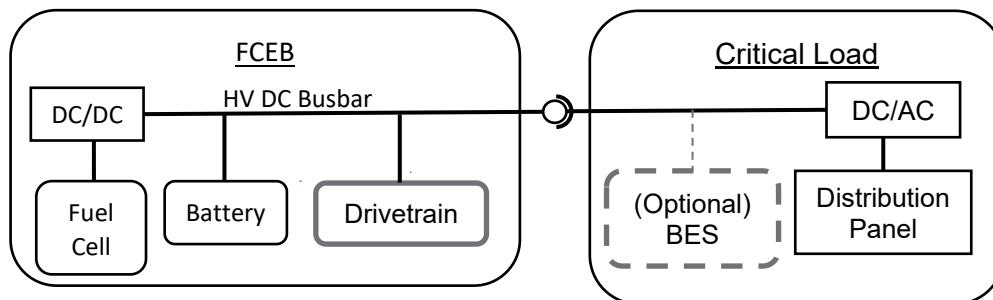 FCEB
Critical Load
HV DC Busbar
DC/DC
DC/AC
Fuel
Cell
Battery
Drivetrain
(Optional)
BES
Distribution
Panel